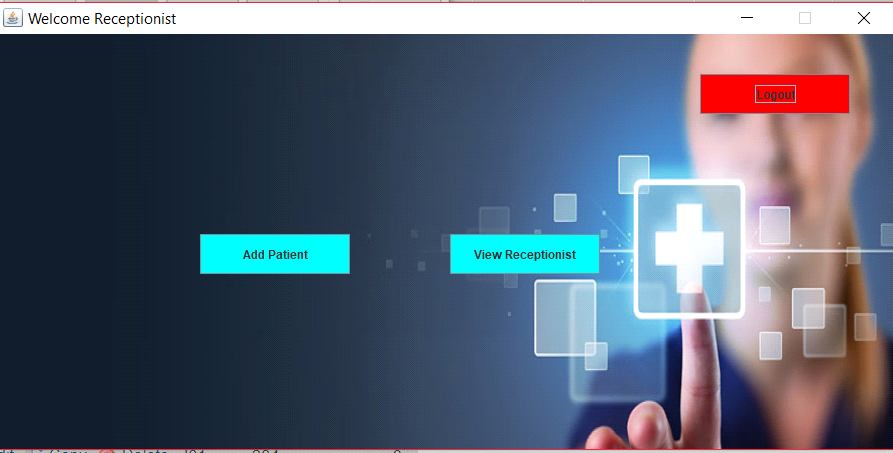 Welcome Receptionist
Logout
Add Patient
View Receptionist